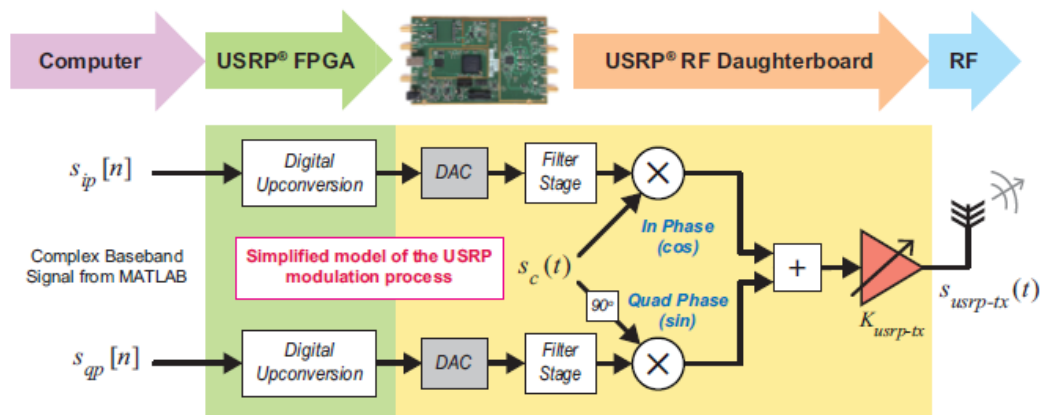 Computer
USRP® FPGA
USRP® RF Daughterboard
RF
s_ip[n]
Digital
Upconversion
DAC
Filter
Stage
×
In Phase
(cos)
Complex Baseband
Signal from MATLAB
Simplified model of the USRP
modulation process
s_c(t)
+
90°
Quad Phase
(sin)
K_usrp-tx
s_usrp-tx(t)
s_qp[n]
Digital
Upconversion
DAC
Filter
Stage
×